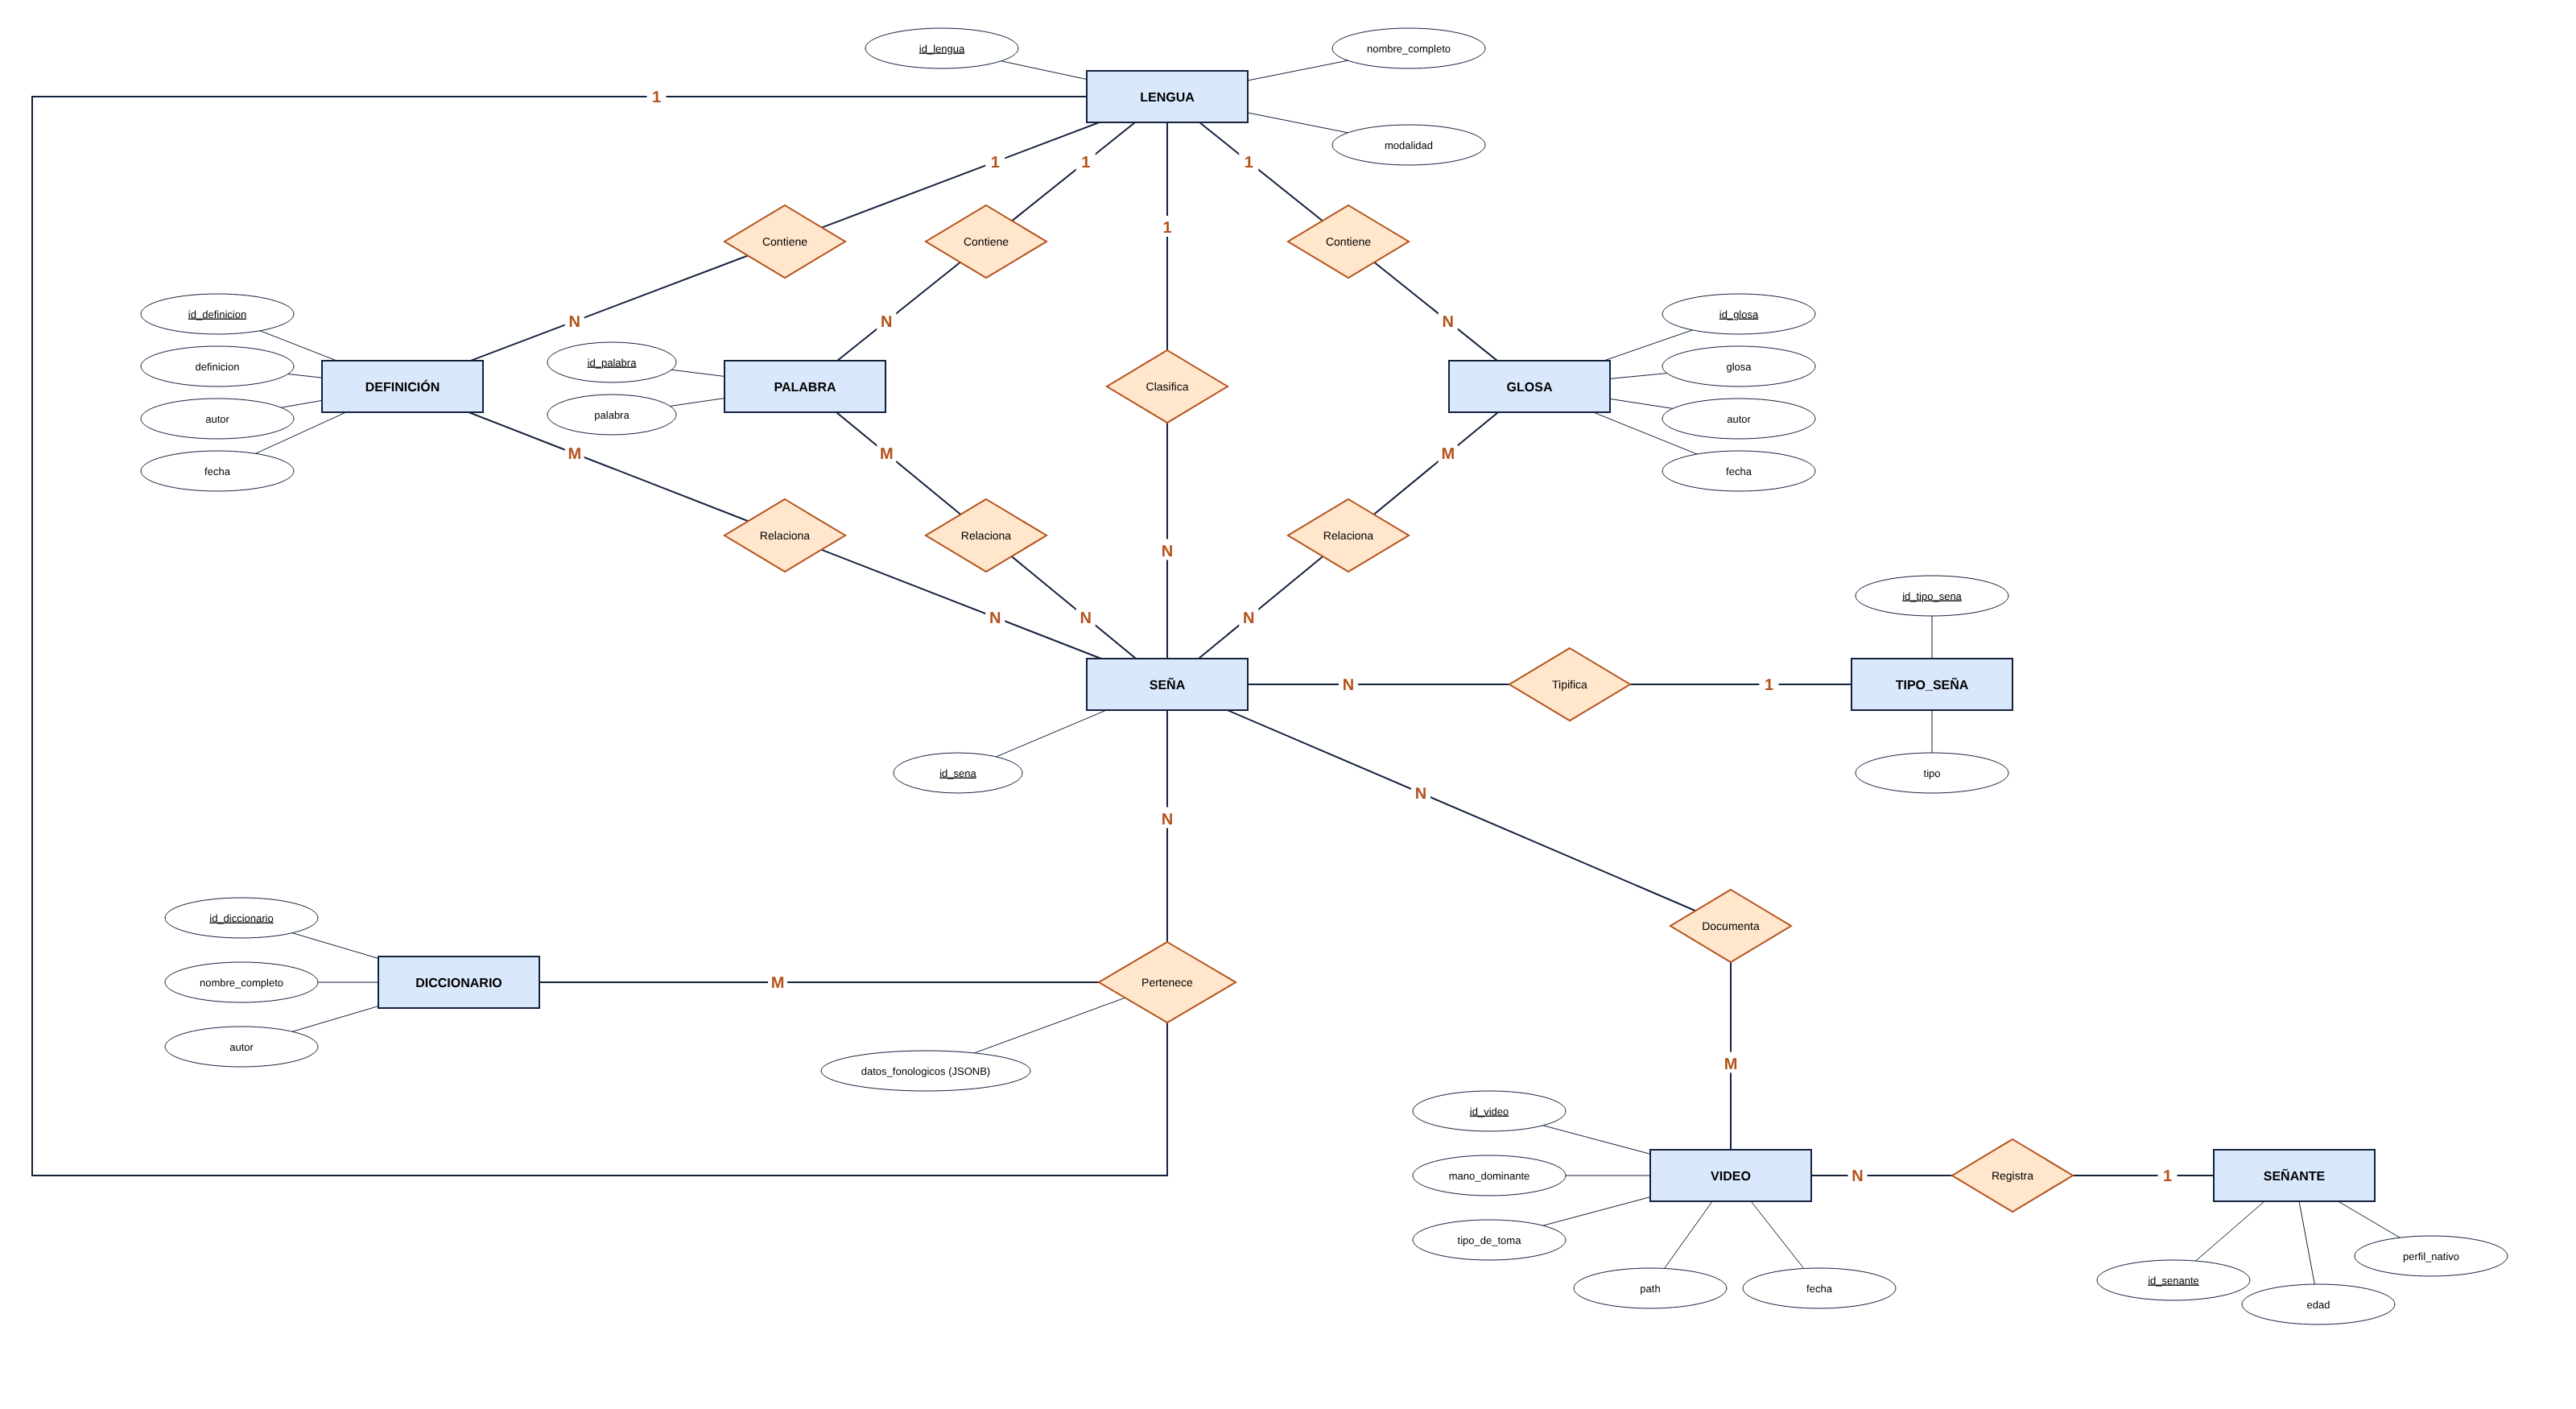 id_lengua
nombre_completo
LENGUA
1
modalidad
1
1
1
1
Contiene
Contiene
Contiene
id_definicion
N
N
N
id_glosa
definicion
id_palabra
glosa
DEFINICIÓN
PALABRA
Clasifica
GLOSA
autor
palabra
autor
M
M
M
fecha
fecha
Relaciona
Relaciona
Relaciona
N
id_tipo_sena
N
N
N
SEÑA
N
Tipifica
1
TIPO_SEÑA
id_sena
tipo
N
N
id_diccionario
Documenta
nombre_completo
DICCIONARIO
M
Pertenece
autor
datos_fonologicos (JSONB)
M
id_video
mano_dominante
VIDEO
N
Registra
1
SEÑANTE
tipo_de_toma
perfil_nativo
path
fecha
id_senante
edad